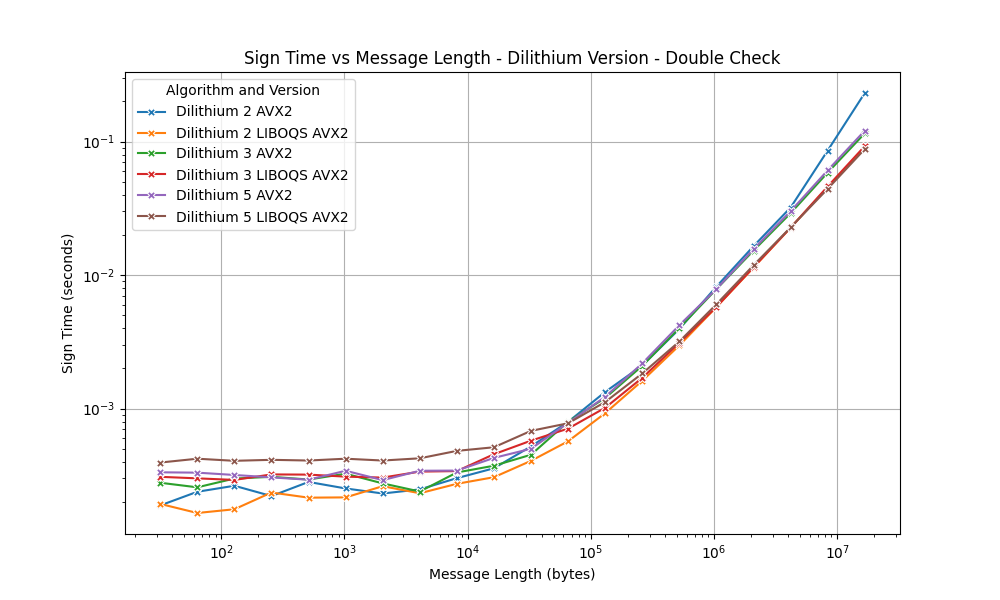 Sign Time vs Message Length - Dilithium Version - Double Check
Algorithm and Version
Dilithium 2 AVX2
Dilithium 2 LIBOQS AVX2
Dilithium 3 AVX2
Dilithium 3 LIBOQS AVX2
Dilithium 5 AVX2
Dilithium 5 LIBOQS AVX2
Sign Time (seconds)
10⁻¹
10⁻²
10⁻³
10² 10³ 10⁴ 10⁵ 10⁶ 10⁷
Message Length (bytes)